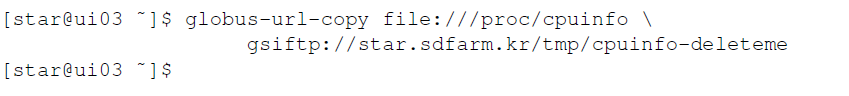 [star@ui03 ~]$ globus-url-copy file:///proc/cpuinfo \
gsiftp://star.sdfarm.kr/tmp/cpuinfo-deleteme
[star@ui03 ~]$